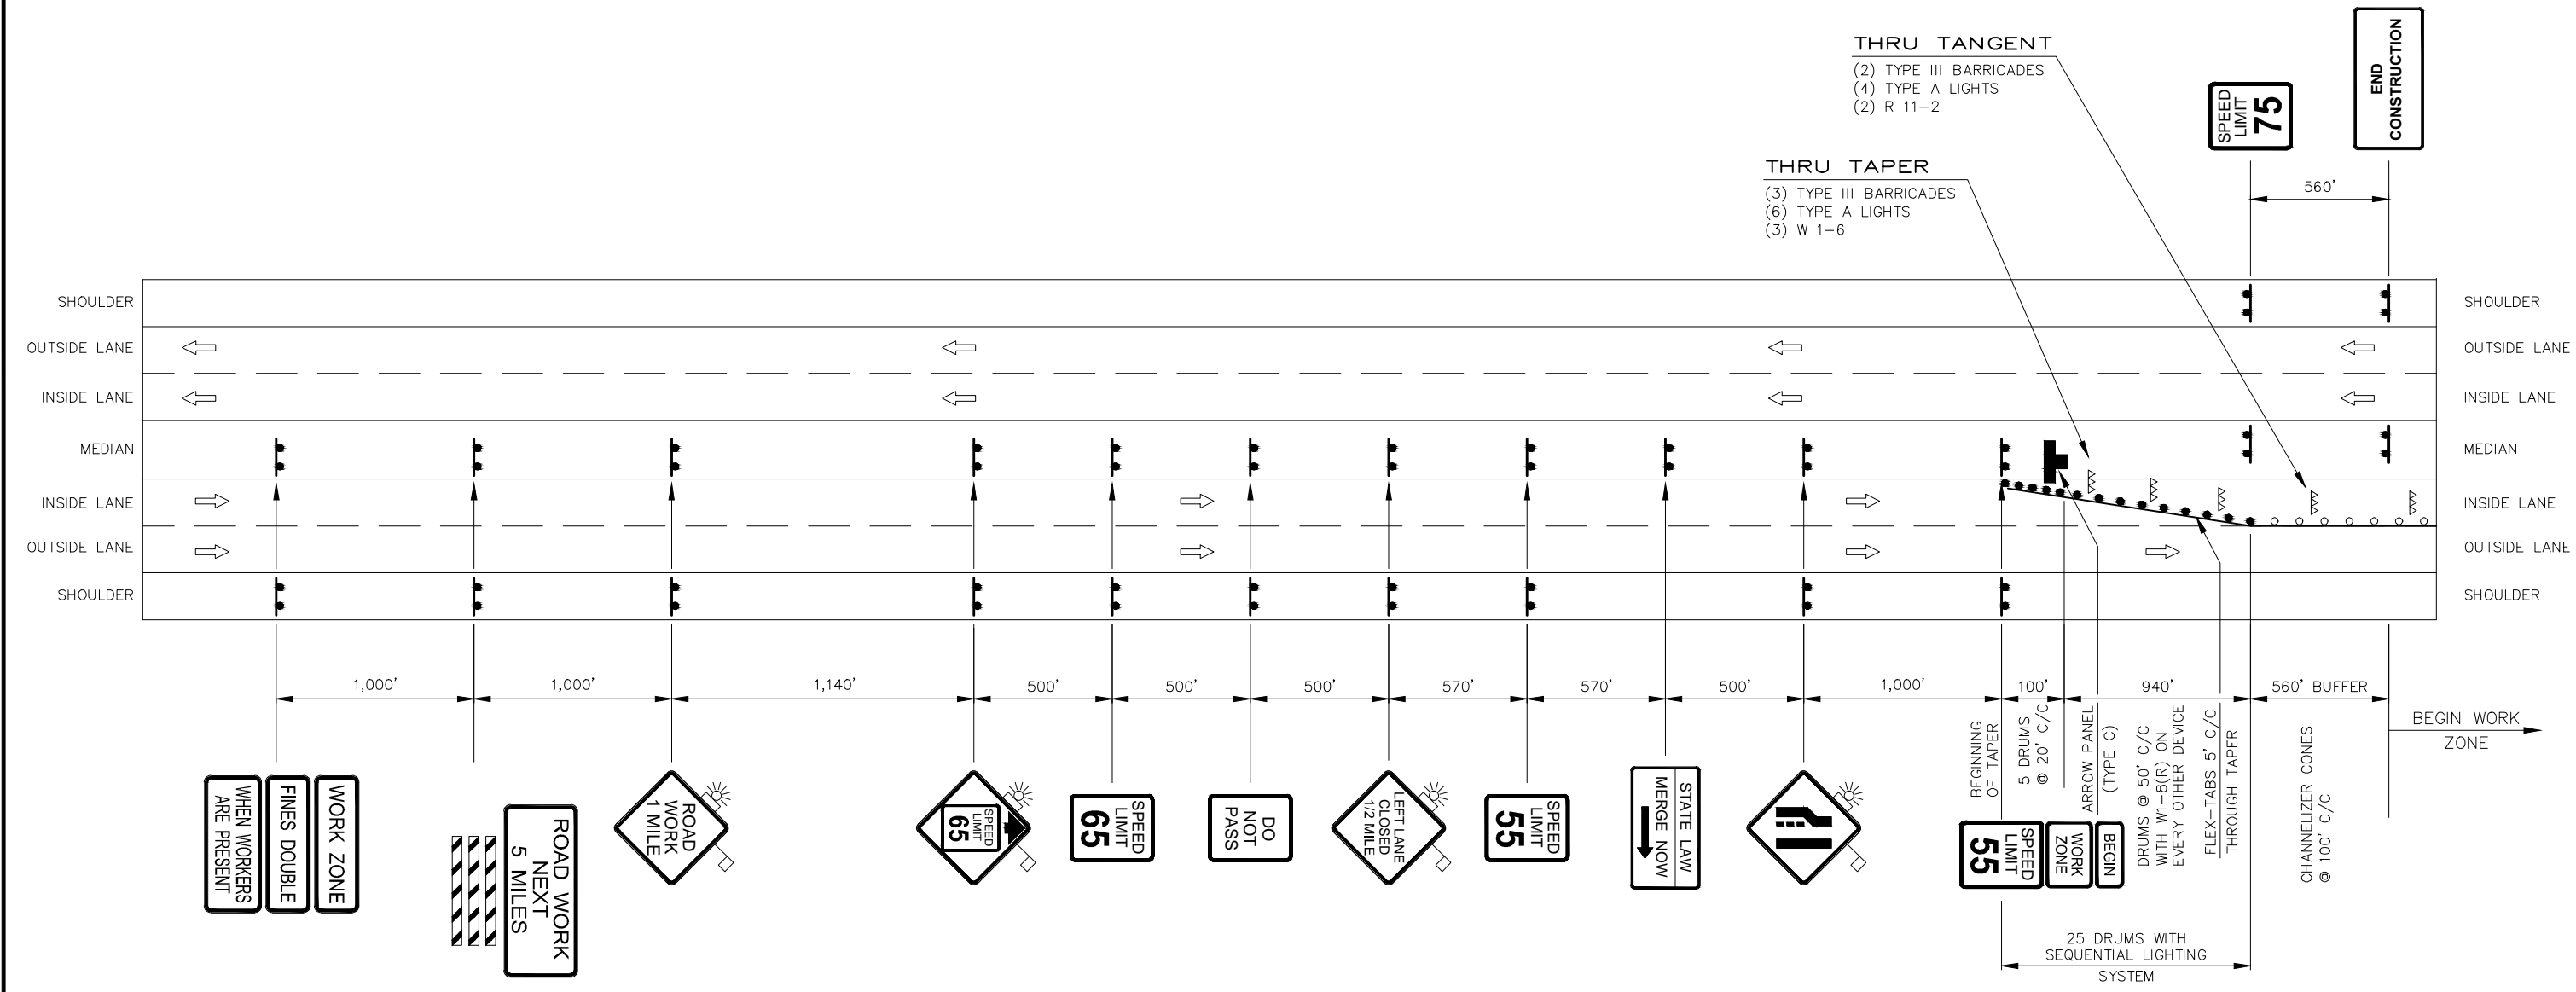 THRU TANGENT
(2) TYPE III BARRICADES
(4) TYPE A LIGHTS
(2) R 11-2
THRU TAPER
(3) TYPE III BARRICADES
(6) TYPE A LIGHTS
(3) W 1-6
SPEED
LIMIT
75
END
CONSTRUCTION
560'
SHOULDER
SHOULDER
OUTSIDE LANE
OUTSIDE LANE
INSIDE LANE
INSIDE LANE
MEDIAN
MEDIAN
INSIDE LANE
INSIDE LANE
OUTSIDE LANE
OUTSIDE LANE
SHOULDER
SHOULDER
1,000'
1,000'
1,140'
500'
500'
500'
570'
570'
500'
1,000'
100'
940'
560' BUFFER
BEGIN WORK
ZONE
WORK ZONE
FINES DOUBLE
WHEN WORKERS
ARE PRESENT
ROAD WORK
NEXT
5 MILES
ROAD
WORK
1 MILE
SPEED
LIMIT
65
SPEED
LIMIT
65
DO
NOT
PASS
LEFT LANE
CLOSED
1/2 MILE
SPEED
LIMIT
55
STATE LAW
MERGE NOW
BEGINNING
OF TAPER
5 DRUMS
@ 20' C/C
ARROW PANEL
(TYPE C)
DRUMS @ 50' C/C
WITH W1-8(R) ON
EVERY OTHER DEVICE
FLEX-TABS 5' C/C
THROUGH TAPER
CHANNELIZER CONES
@ 100' C/C
BEGIN
WORK
ZONE
SPEED
LIMIT
55
25 DRUMS WITH
SEQUENTIAL LIGHTING
SYSTEM